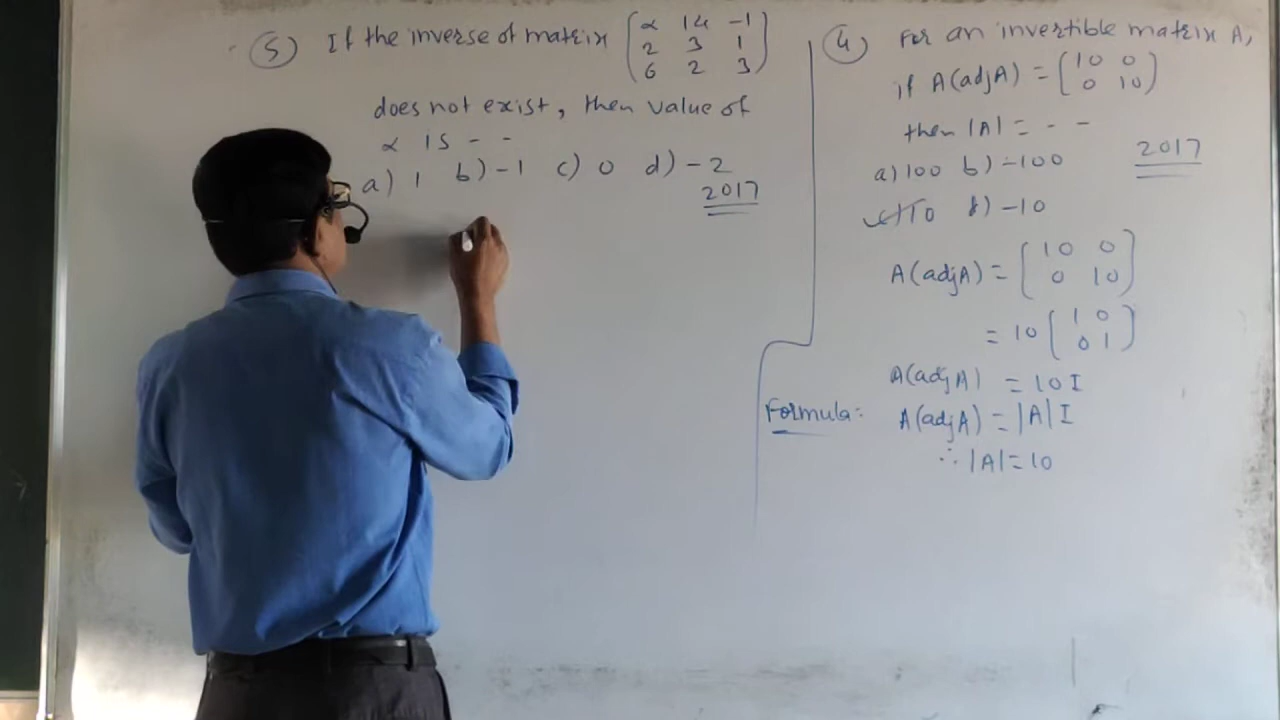 5) If the inverse of matrix [α 14 -1
2 3 1
6 2 3]
does not exist, then value of
α is - -
a) 1 b) -1 c) 0 d) -2
2017
4) For an invertible matrix A,
if A(adjA) = [10 0
0 10]
then |A| = - -
a) 100 b) -100
2017
c) 10 d) -10
A(adjA) = [10 0
0 10]
= 10 [1 0
0 1]
A(adjA) = 10I
Formula: A(adjA) = |A| I
∴ |A| = 10